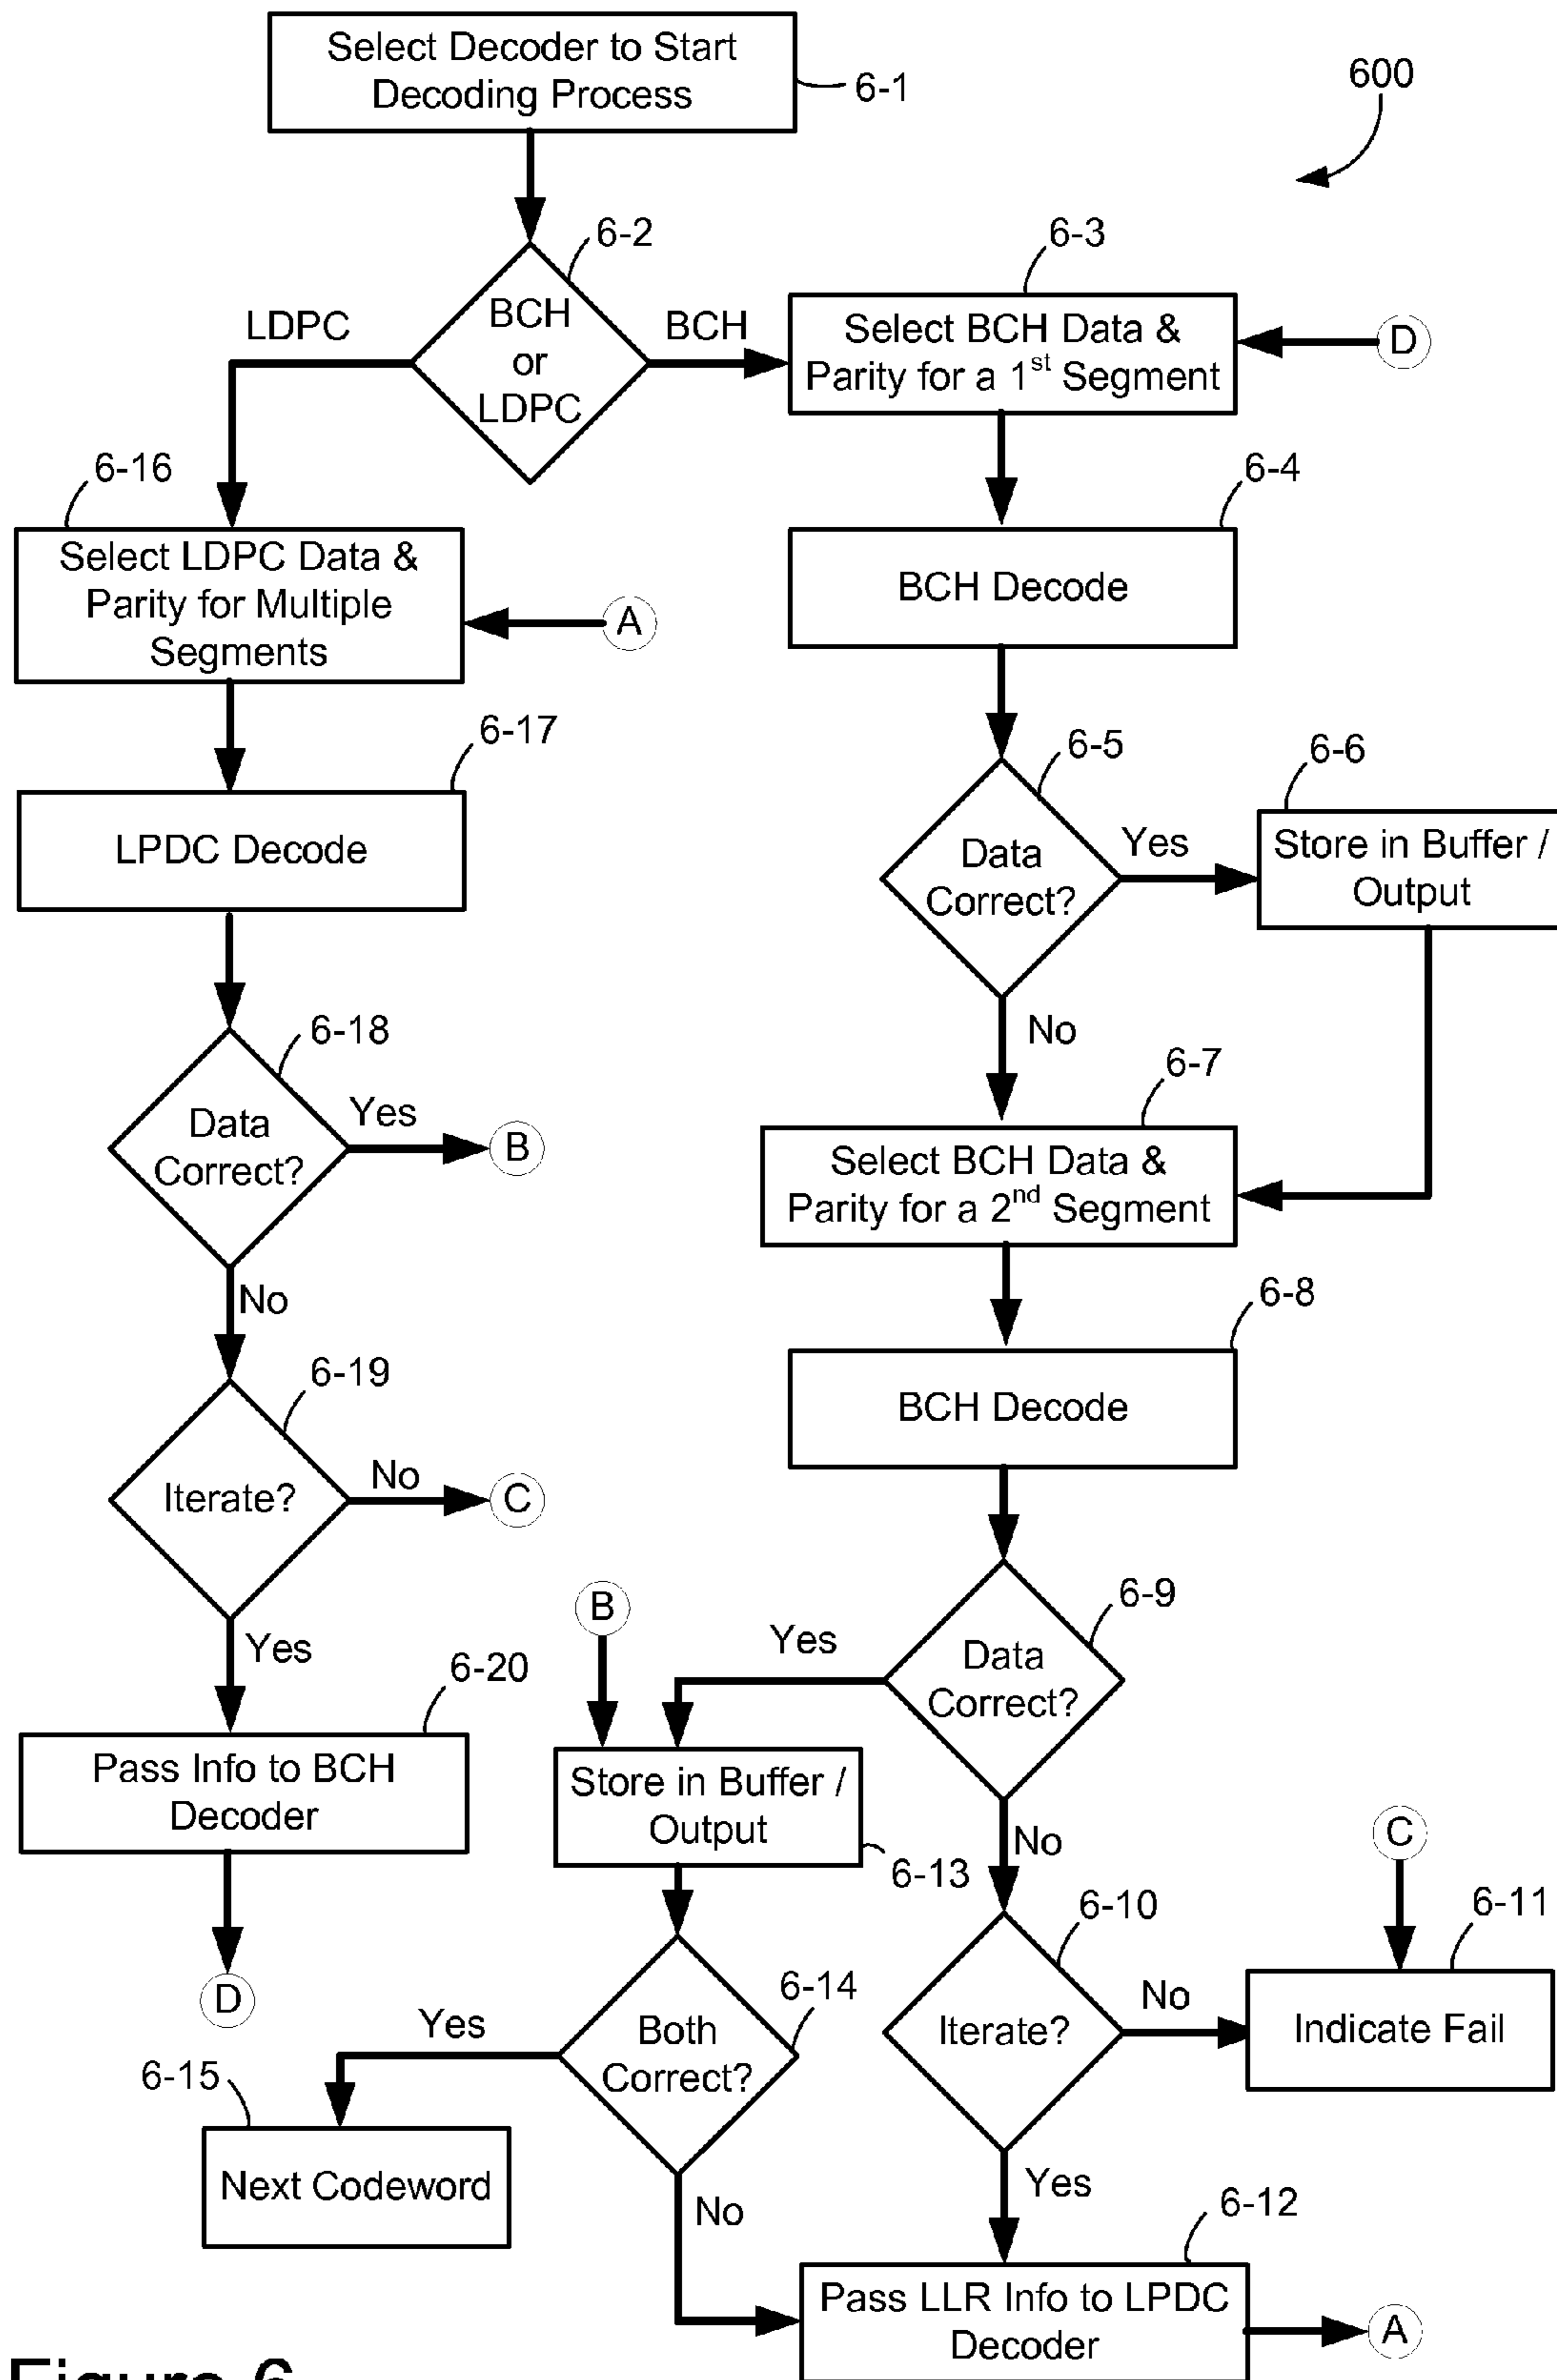 Select Decoder to Start
Decoding Process
6-1
600
6-2
BCH
or
LDPC
LDPC
BCH
6-3
Select BCH Data &
Parity for a 1st Segment
D
6-16
Select LDPC Data &
Parity for Multiple
Segments
A
6-4
BCH Decode
6-17
LPDC Decode
6-5
Data
Correct?
Yes
6-6
Store in Buffer /
Output
No
6-18
Data
Correct?
Yes
B
No
6-7
Select BCH Data &
Parity for a 2nd Segment
6-8
BCH Decode
6-19
Iterate?
No
C
Yes
6-9
Data
Correct?
Yes
No
B
6-20
Pass Info to BCH
Decoder
D
Store in Buffer /
Output
6-13
6-10
Iterate?
No
C
6-11
Indicate Fail
6-14
Both
Correct?
Yes
6-15
Next Codeword
No
Yes
6-12
Pass LLR Info to LPDC
Decoder
A
Figure 6